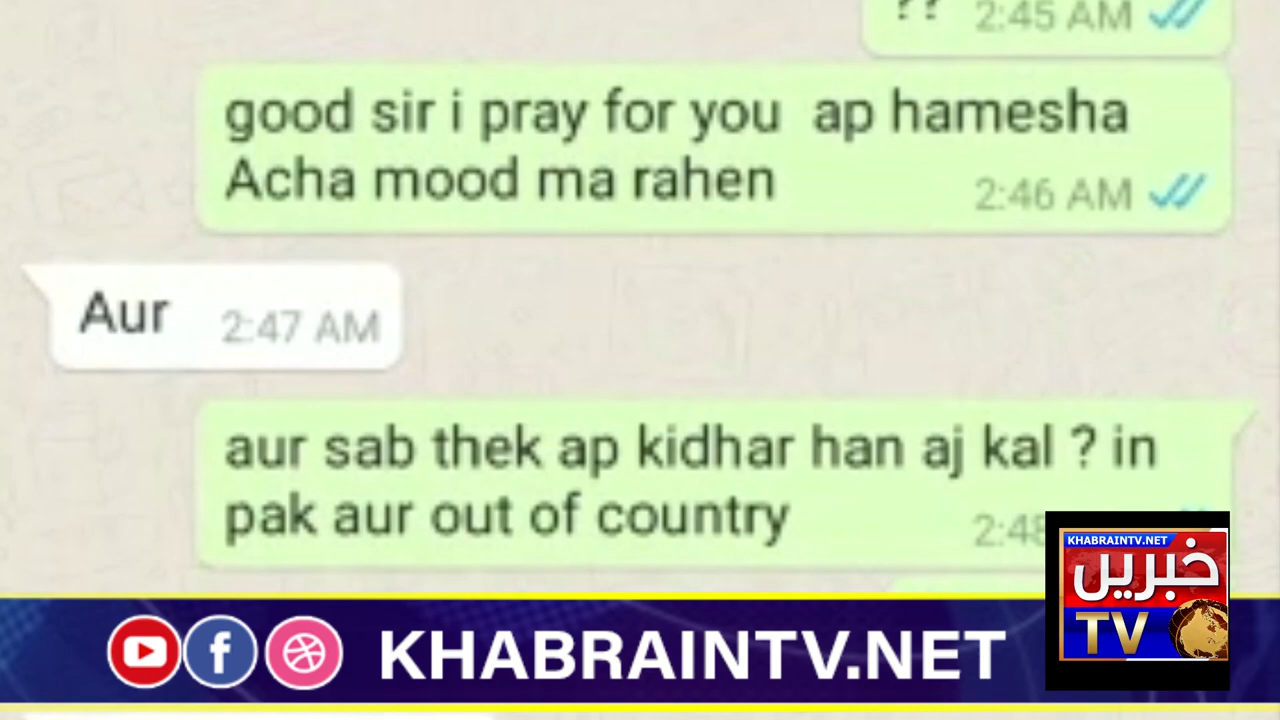 ?? 2:45 AM
good sir i pray for you ap hamesha
Acha mood ma rahen 2:46 AM
Aur 2:47 AM
aur sab thek ap kidhar han aj kal ? in
pak aur out of country 2:48
KHABRAINTV.NET
خبریں
TV
KHABRAINTV.NET